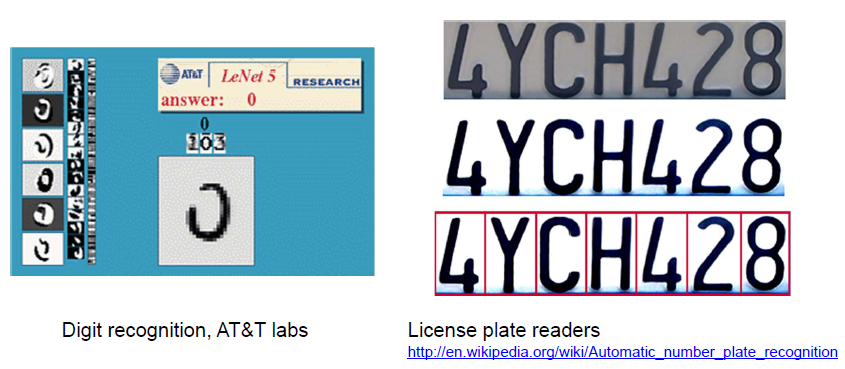 AT&T
LeNet 5
RESEARCH
answer: 0
0
103
4YCH428
4YCH428
4YCH428
Digit recognition, AT&T labs
License plate readers
http://en.wikipedia.org/wiki/Automatic_number_plate_recognition